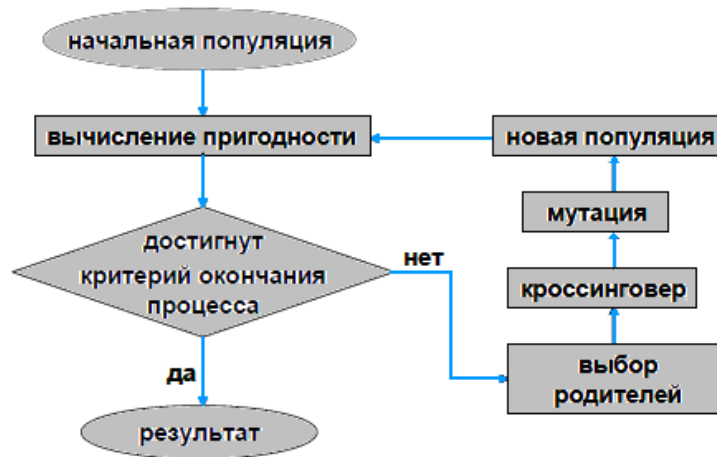 начальная популяция
вычисление пригодности
достигнут
критерий окончания
процесса
да
результат
нет
выбор
родителей
кроссинговер
мутация
новая популяция